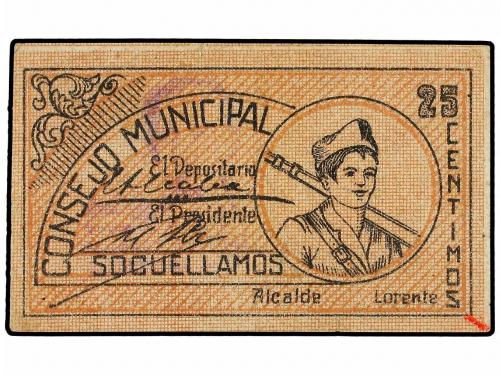 CONSEJO MUNICIPAL
25
CENTIMOS
El Depositario
El Presidente
SOCUELLAMOS
Alcalde Lorente